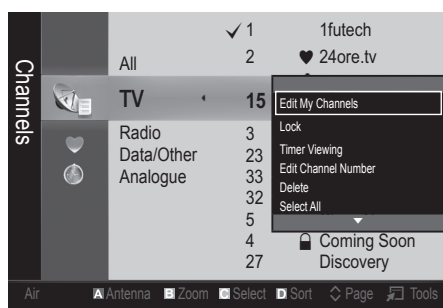 Channels
✓ 1 1futech
All 2 ♥ 24ore.tv
TV 15
Radio 3
Data/Other 23
Analogue 33
32
5
4 Coming Soon
27 Discovery
Edit My Channels
Lock
Timer Viewing
Edit Channel Number
Delete
Select All
Air A Antenna B Zoom C Select D Sort Page Tools